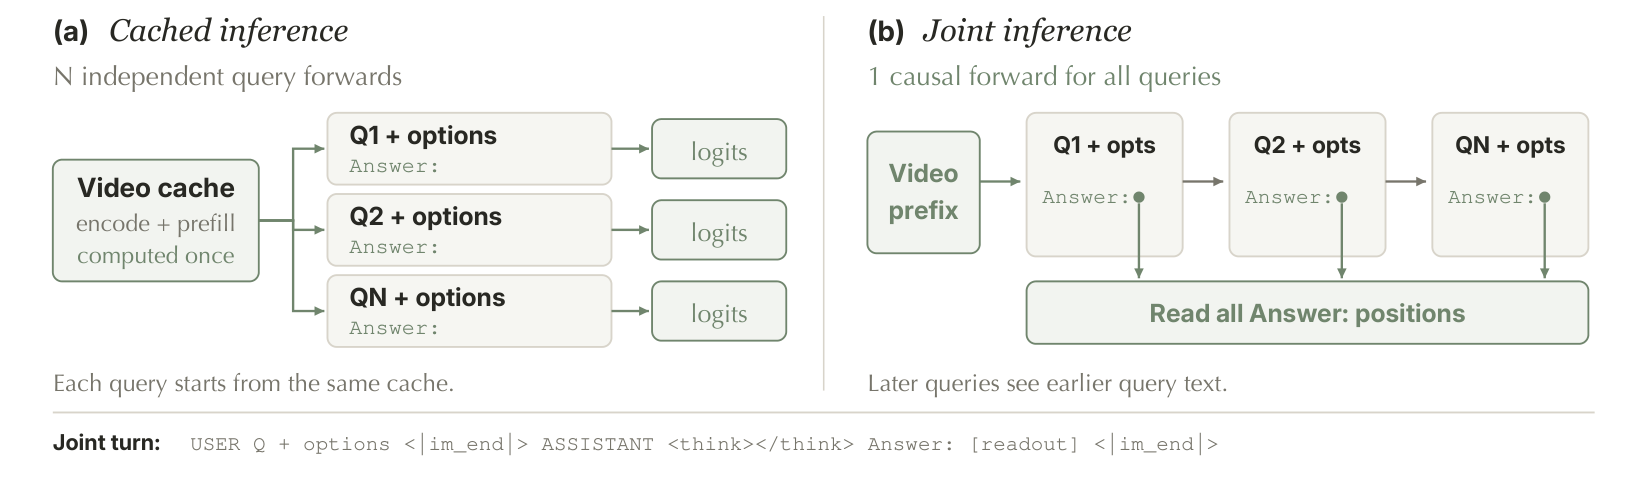 (a) Cached inference
N independent query forwards
Video cache
encode + prefill
computed once
Q1 + options
Answer:
logits
Q2 + options
Answer:
logits
QN + options
Answer:
logits
Each query starts from the same cache.
(b) Joint inference
1 causal forward for all queries
Video
prefix
Q1 + opts
Answer:
Q2 + opts
Answer:
QN + opts
Answer:
Read all Answer: positions
Later queries see earlier query text.
Joint turn: USER Q + options <|im_end|> ASSISTANT <think></think> Answer: [readout] <|im_end|>